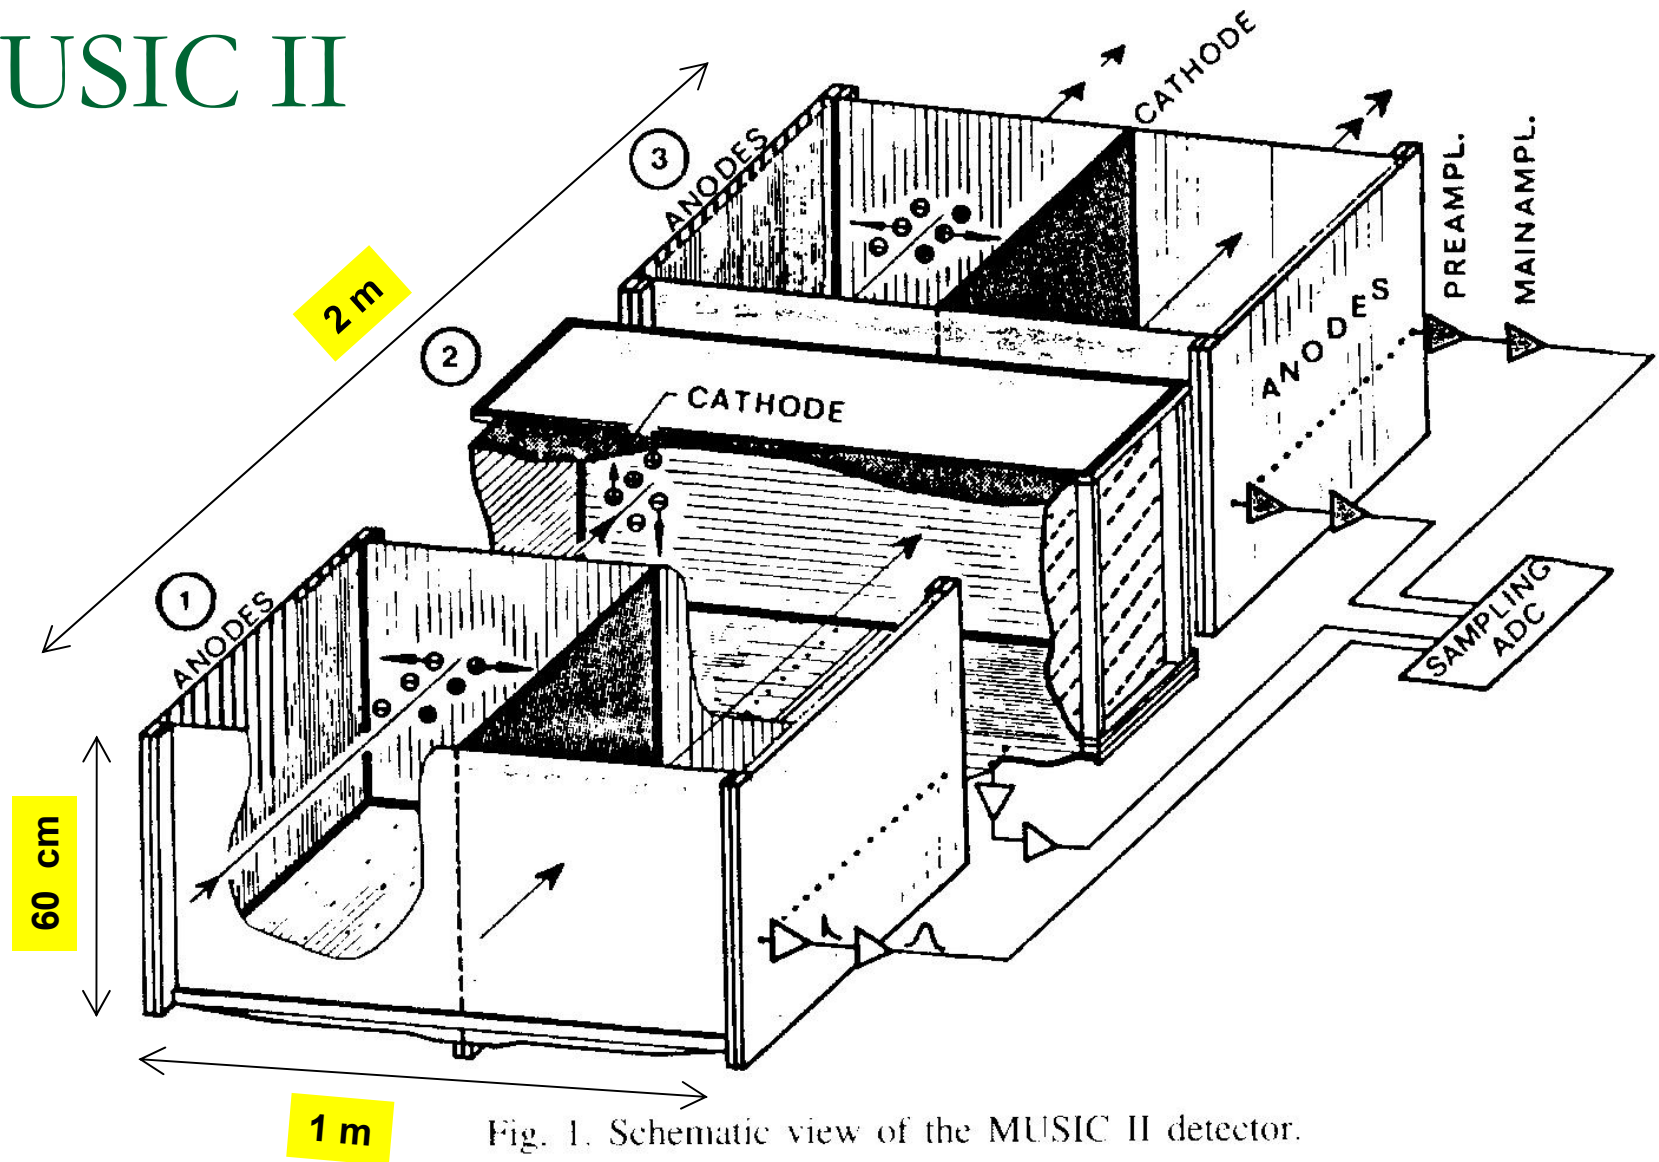 USIC II
CATHODE
3
ANODES
PREAMPL.
MAINAMPL.
2 m
2
CATHODE
ANODES
1
ANODES
SAMPLING
ADC
60 cm
1 m
Fig. 1. Schematic view of the MUSIC II detector.